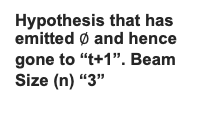 Hypothesis that has
emitted ∅ and hence
gone to “t+1”. Beam
Size (n) “3”